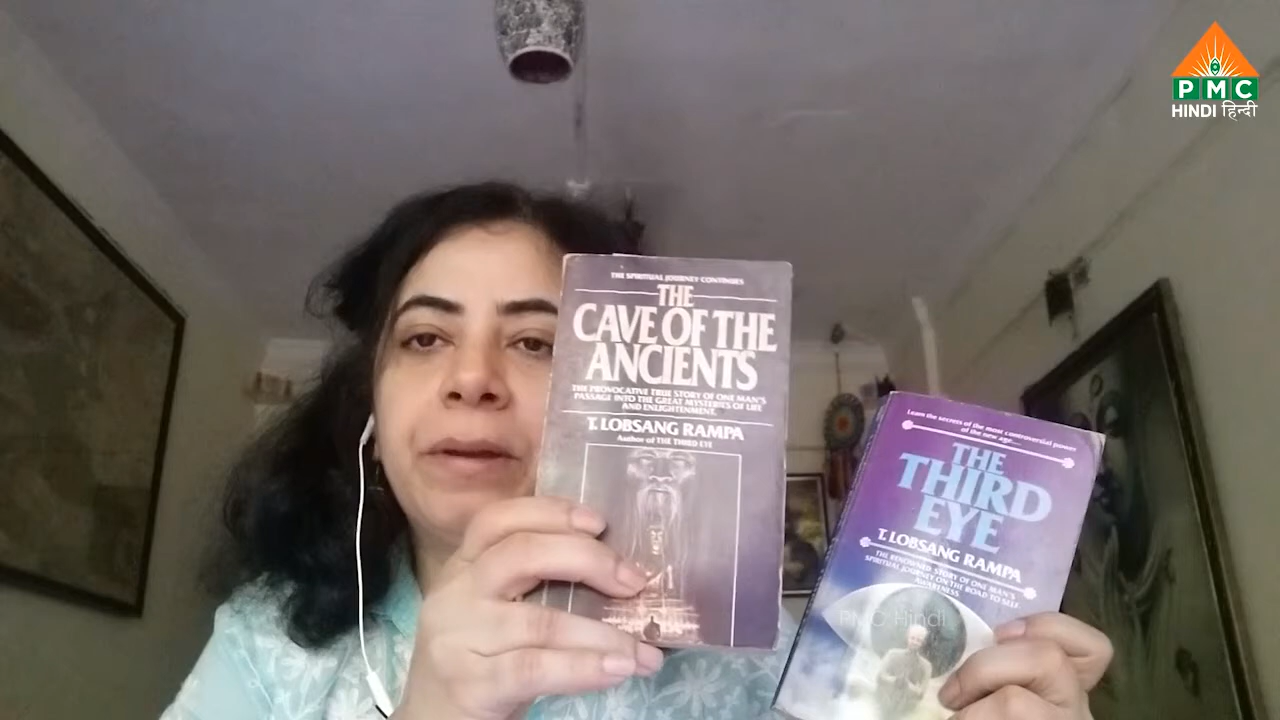 PMC
HINDI हिन्दी
THE SPIRITUAL JOURNEY CONTINUES
THE
CAVE OF THE
ANCIENTS
THE PROVOCATIVE TRUE STORY OF ONE MAN'S
PASSAGE INTO THE GREAT MYSTERIES OF LIFE
AND ENLIGHTENMENT.
T. LOBSANG RAMPA
Author of THE THIRD EYE
Learn the secrets of the most controversial power
of the new age...
THE
THIRD
EYE
T. LOBSANG RAMPA
THE RENOWNED STORY OF ONE MAN'S
SPIRITUAL JOURNEY ON THE ROAD TO SELF-
AWARENESS.
PMC Hindi